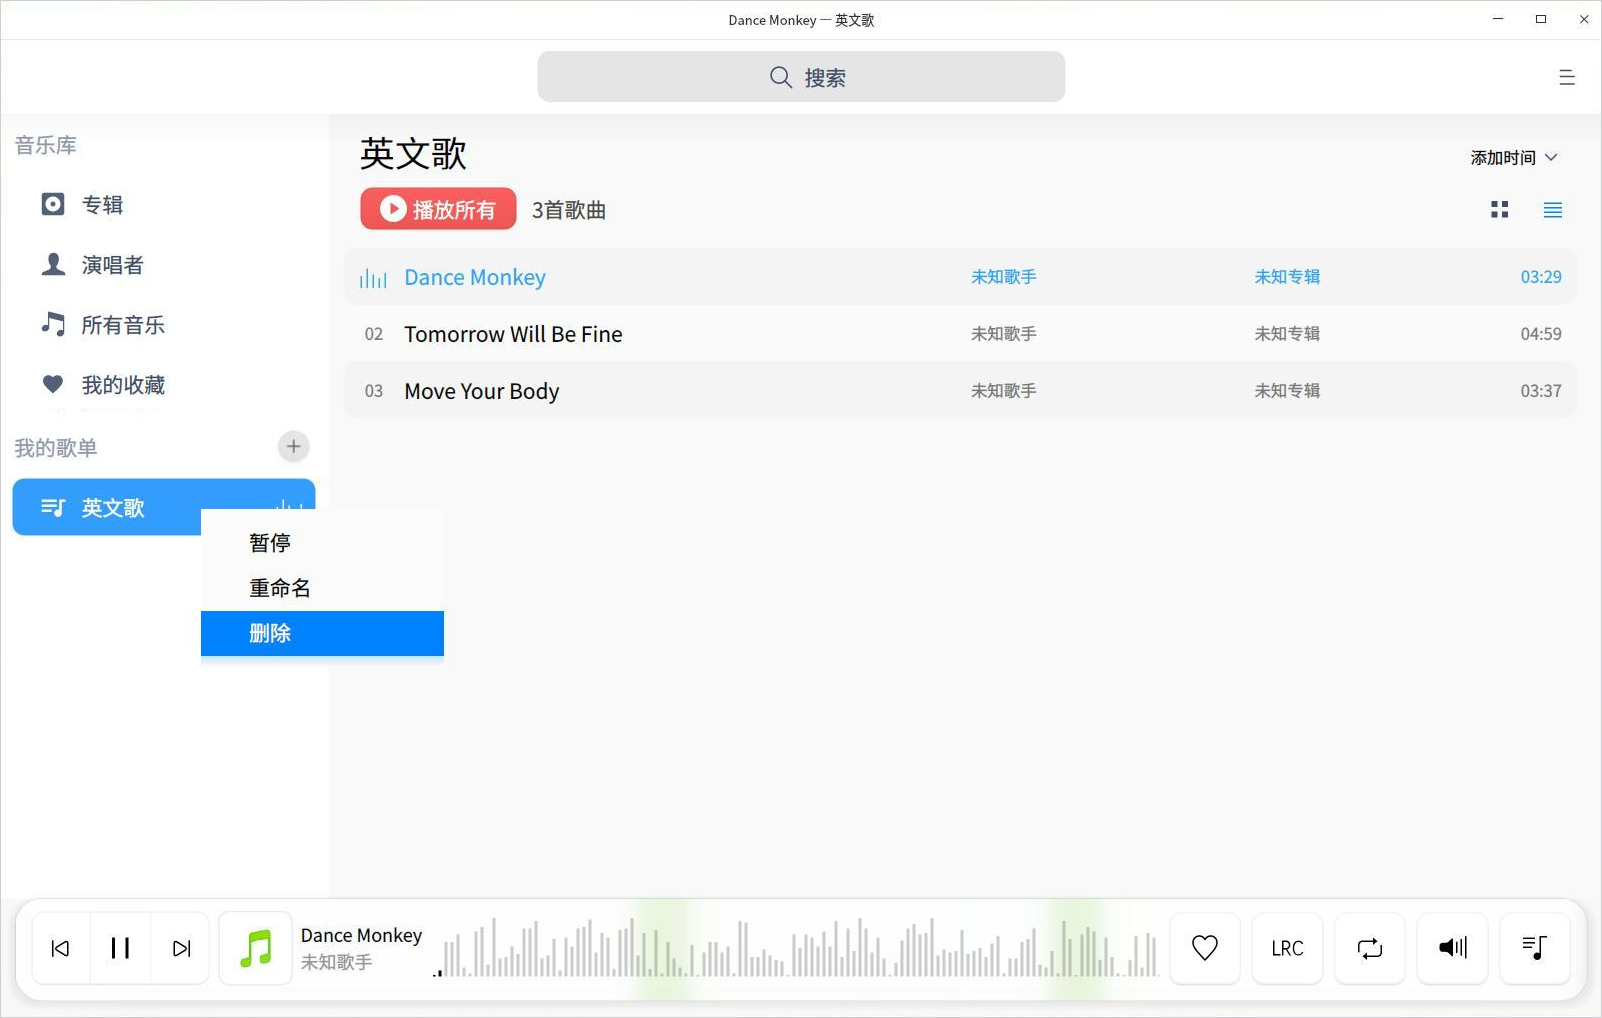 Dance Monkey — 英文歌
搜索
音乐库
专辑
演唱者
所有音乐
我的收藏
我的歌单
英文歌
暂停
重命名
删除
英文歌
添加时间
播放所有 3首歌曲
Dance Monkey 未知歌手 未知专辑 03:29
02 Tomorrow Will Be Fine 未知歌手 未知专辑 04:59
03 Move Your Body 未知歌手 未知专辑 03:37
Dance Monkey
未知歌手
LRC